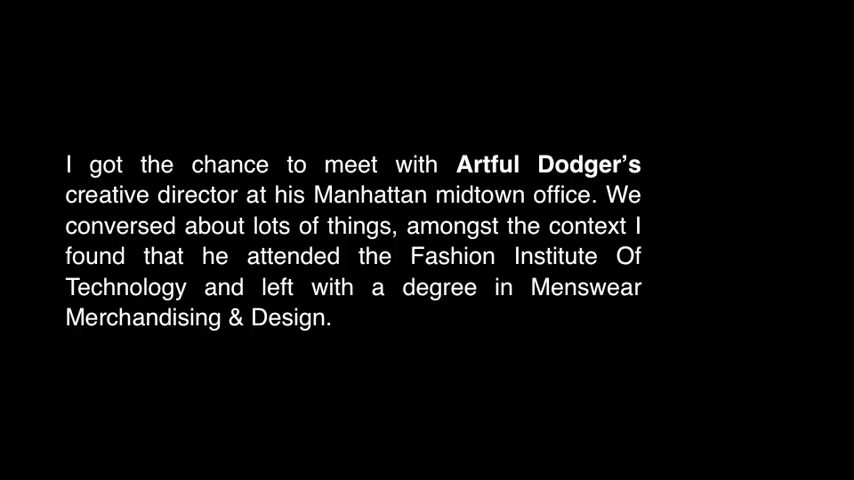 I got the chance to meet with Artful Dodger’s
creative director at his Manhattan midtown office. We
conversed about lots of things, amongst the context I
found that he attended the Fashion Institute Of
Technology and left with a degree in Menswear
Merchandising & Design.